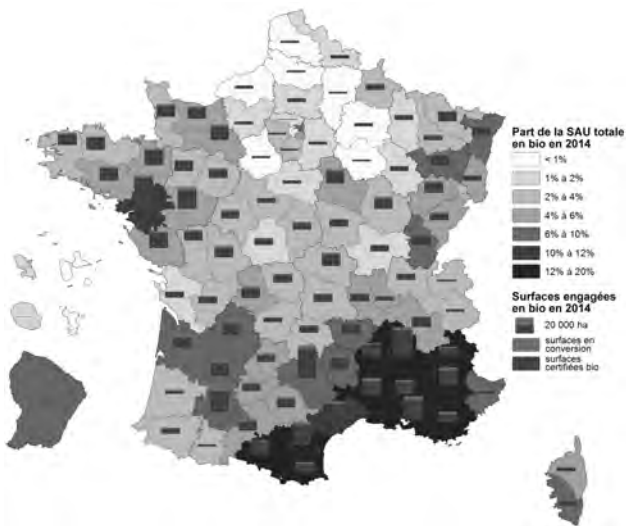 Part de la SAU totale
en bio en 2014
< 1%
1% à 2%
2% à 4%
4% à 6%
6% à 10%
10% à 12%
12% à 20%
Surfaces engagées
en bio en 2014
20 000 ha
surfaces en
conversion
surfaces
certifiées bio